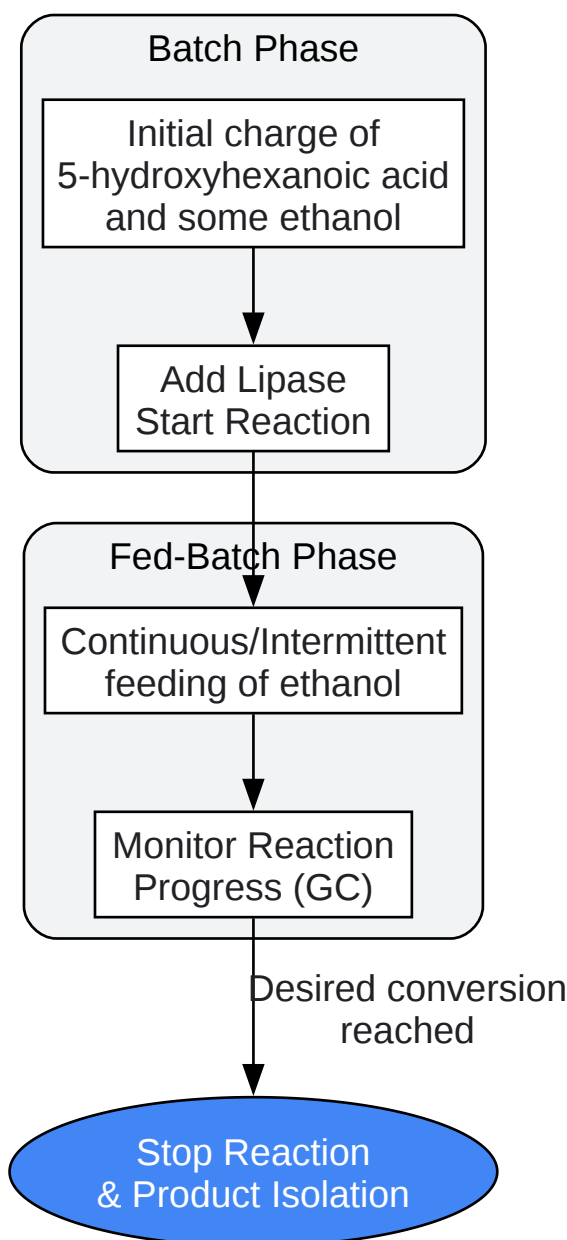 Batch Phase
Initial charge of
5-hydroxyhexanoic acid
and some ethanol
Add Lipase
Start Reaction
Fed-Batch Phase
Continuous/Intermittent
feeding of ethanol
Monitor Reaction
Progress (GC)
Desired conversion
reached
Stop Reaction
& Product Isolation